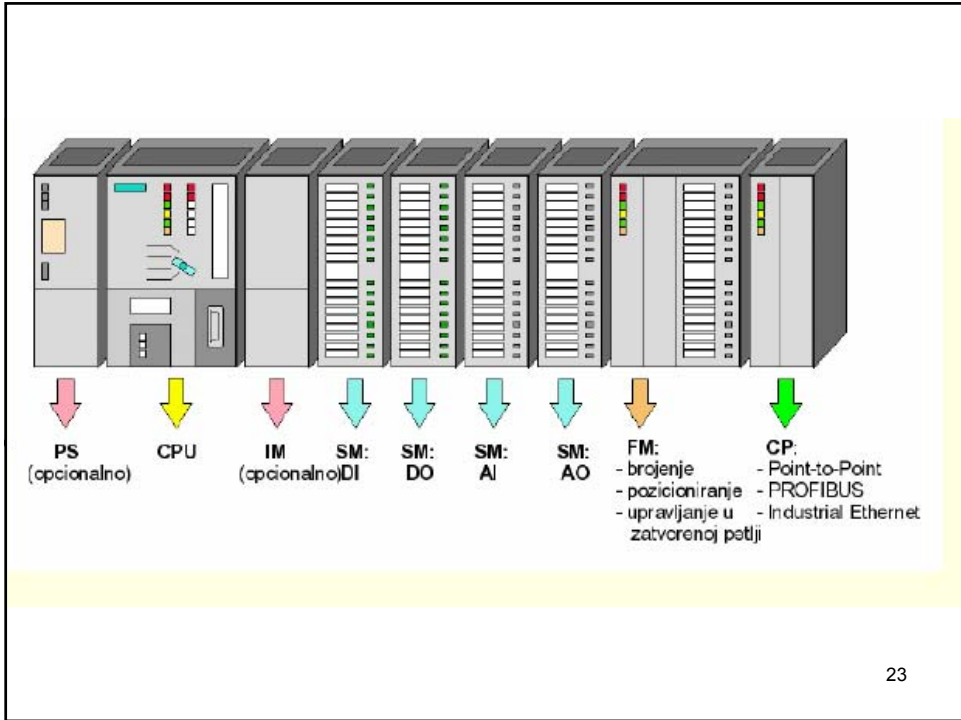 PS
(opcionalno)
CPU
IM
(opcionalno)
SM:
DI
SM:
DO
SM:
AI
SM:
AO
FM:
- brojenje
- pozicioniranje
- upravljanje u
zatvorenoj petlji
CP:
- Point-to-Point
- PROFIBUS
- Industrial Ethernet
23